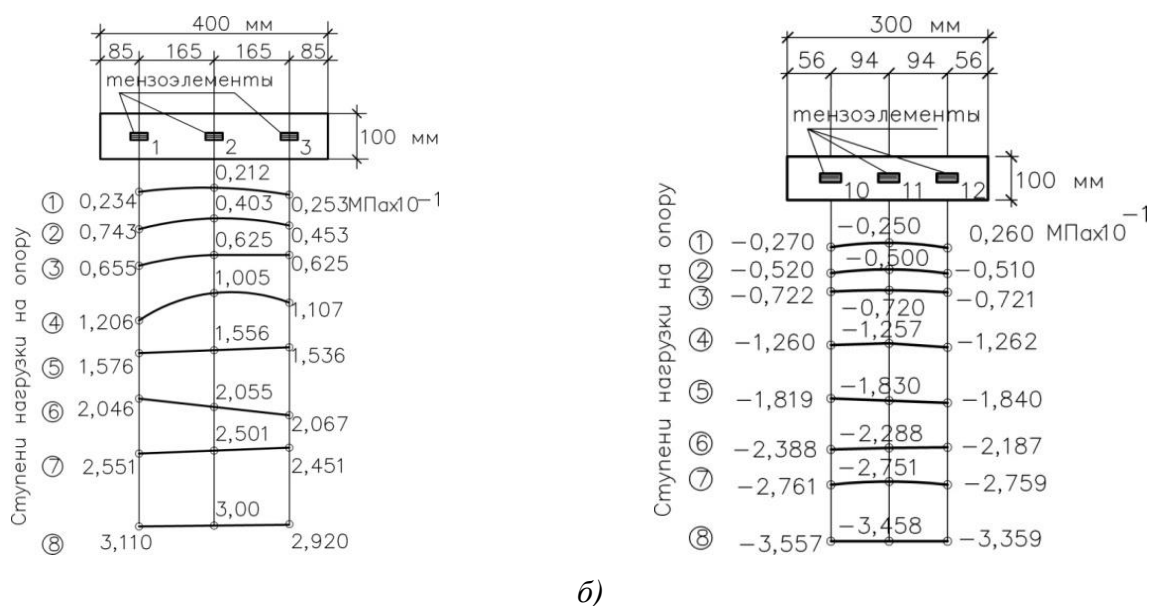 400 мм
85 165 165 85
тензоэлементы
1 2 3
100 мм
Ступени нагрузки на опору
① 0,234 0,212 0,253 МПах10⁻¹
② 0,743 0,403 0,453
③ 0,655 0,625 0,625
④ 1,206 1,005 1,107
⑤ 1,576 1,556 1,536
⑥ 2,046 2,055 2,067
⑦ 2,551 2,501 2,451
⑧ 3,110 3,00 2,920
300 мм
56 94 94 56
тензоэлементы
10 11 12
100 мм
Ступени нагрузки на опору
① −0,270 −0,250 0,260 МПах10⁻¹
② −0,520 −0,500 −0,510
③ −0,722 −0,720 −0,721
④ −1,260 −1,257 −1,262
⑤ −1,819 −1,830 −1,840
⑥ −2,388 −2,288 −2,187
⑦ −2,761 −2,751 −2,759
⑧ −3,557 −3,458 −3,359
б)